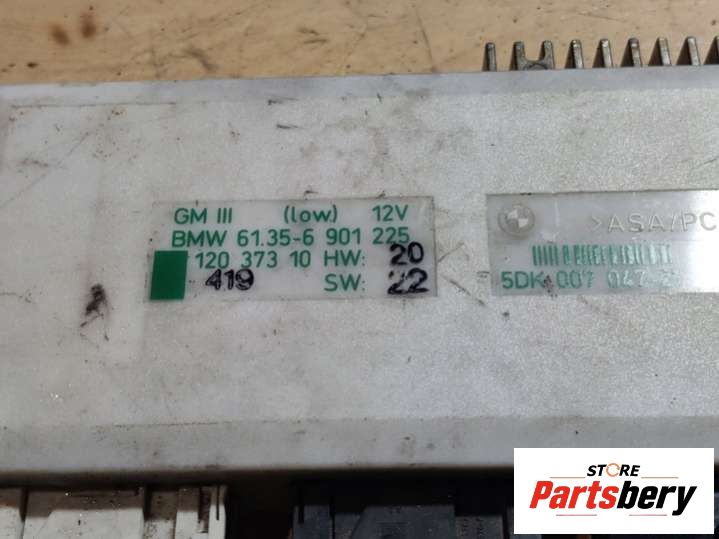 GM III (low) 12V
BMW 61.35-6 901 225
120 373 10 HW: 20
419 SW: 22
>ASA/PC
5DK 007 047
STORE
Partsbery